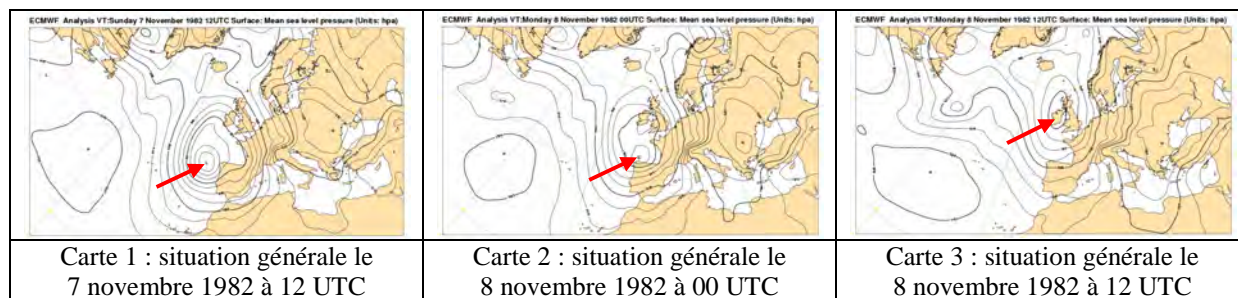 ECMWF Analysis VT:Sunday 7 November 1982 12UTC Surface: Mean sea level pressure (Units: hpa)
ECMWF Analysis VT:Monday 8 November 1982 00UTC Surface: Mean sea level pressure (Units: hpa)
ECMWF Analysis VT:Monday 8 November 1982 12UTC Surface: Mean sea level pressure (Units: hpa)
Carte 1 : situation générale le
7 novembre 1982 à 12 UTC
Carte 2 : situation générale le
8 novembre 1982 à 00 UTC
Carte 3 : situation générale le
8 novembre 1982 à 12 UTC